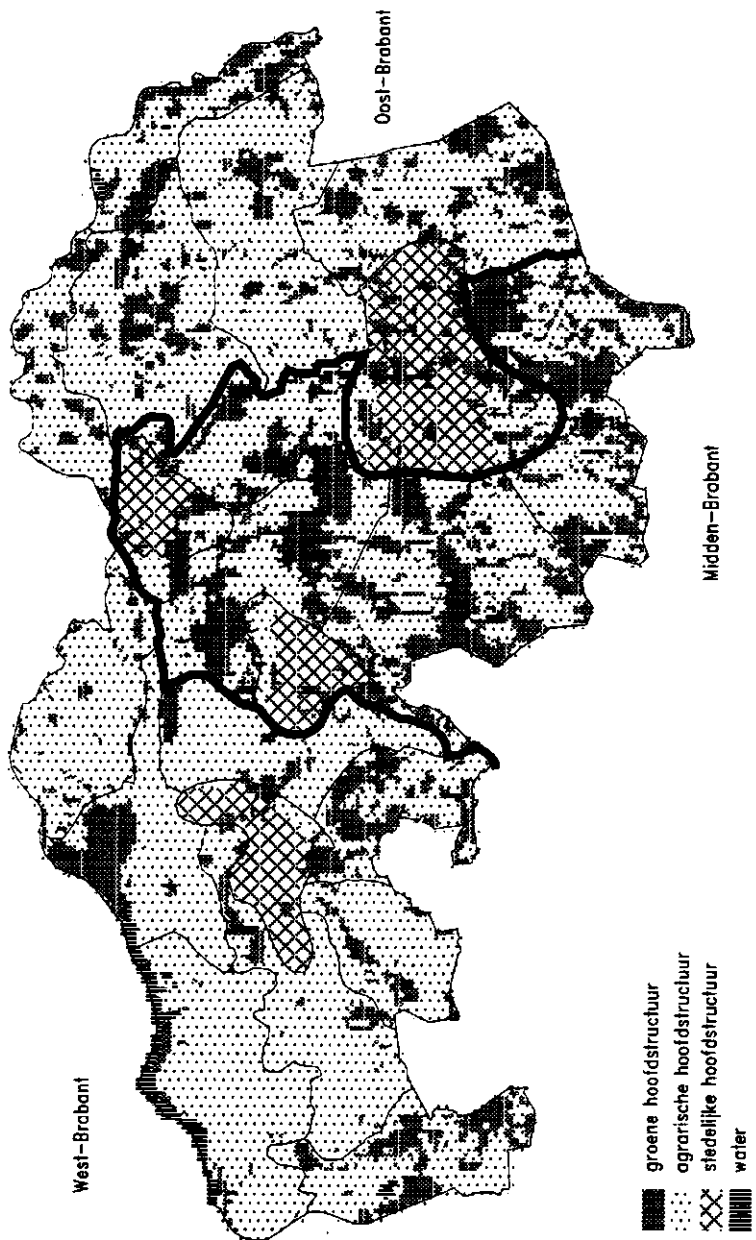 West-Brabant
Oost-Brabant
Midden-Brabant
groene hoofdstructuur
agrarische hoofdstructuur
stedelijke hoofdstructuur
water